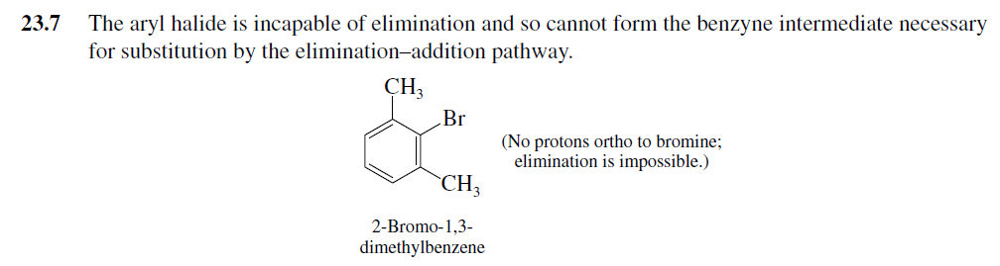 23.7 The aryl halide is incapable of elimination and so cannot form the benzyne intermediate necessary
for substitution by the elimination–addition pathway.
CH3
Br
(No protons ortho to bromine;
elimination is impossible.)
CH3
2-Bromo-1,3-
dimethylbenzene